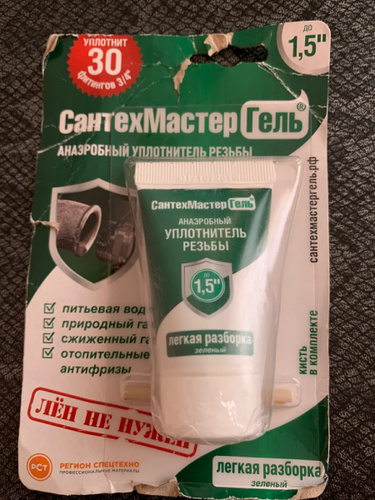 УПЛОТНИТ
30
ФИТИНГОВ 3/4"
ДО
1,5"
СантехМастер Гель®
АНАЭРОБНЫЙ УПЛОТНИТЕЛЬ РЕЗЬБЫ
сантехмастергель.рф
СантехМастер Гель
АНАЭРОБНЫЙ
УПЛОТНИТЕЛЬ
РЕЗЬБЫ
ДО
1,5"
легкая разборка
зеленый
питьевая вод
природный га
сжиженный га
отопительные
антифризы
кисть
в комплекте
ЛЁН НЕ НУЖЕН
РСТ
РЕГИОН СПЕЦТЕХНО
ПРОФЕССИОНАЛЬНЫЕ МАТЕРИАЛЫ
легкая разборка
зеленый